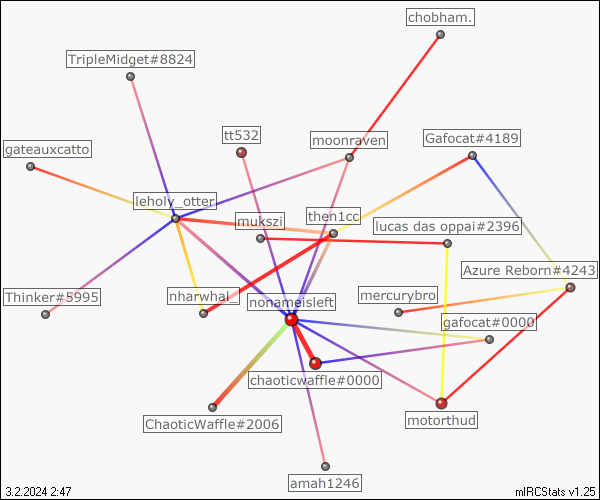 chobham.
TripleMidget#8824
tt532
moonraven
Gafocat#4189
gateauxcatto
leholy_otter
mukszi
then1cc
lucas das oppai#2396
Azure Reborn#4243
Thinker#5995
nharwhal_
nonameisleft
mercurybro
gafocat#0000
chaoticwaffle#0000
ChaoticWaffle#2006
motorthud
amah1246
3.2.2024 2:47
mIRCStats v1.25